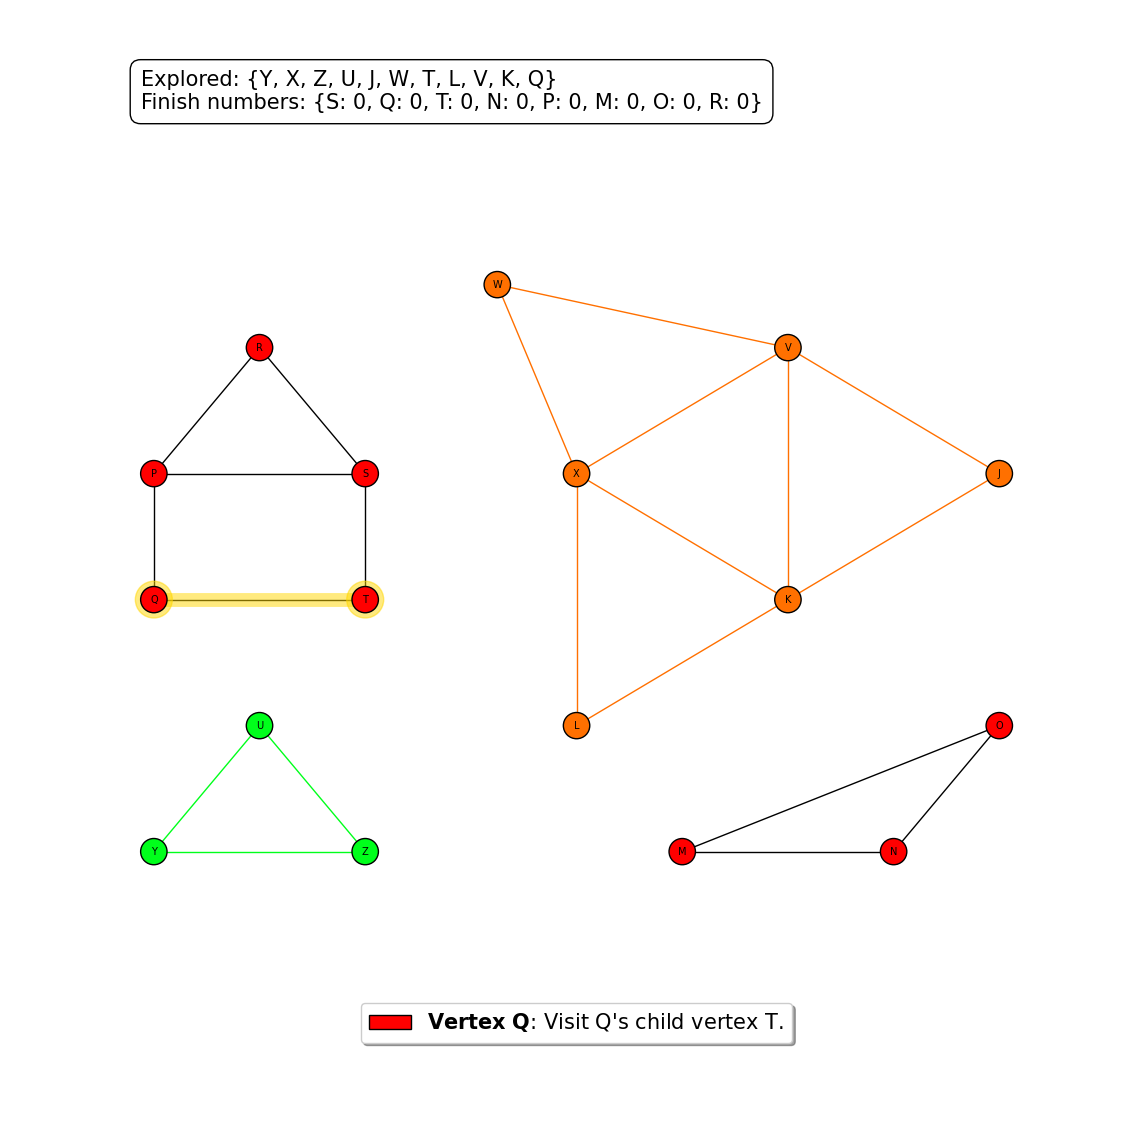 Explored: {Y, X, Z, U, J, W, T, L, V, K, Q}
Finish numbers: {S: 0, Q: 0, T: 0, N: 0, P: 0, M: 0, O: 0, R: 0}
W
R
V
P
S
X
J
Q
T
K
U
L
O
Y
Z
M
N
Vertex Q: Visit Q's child vertex T.